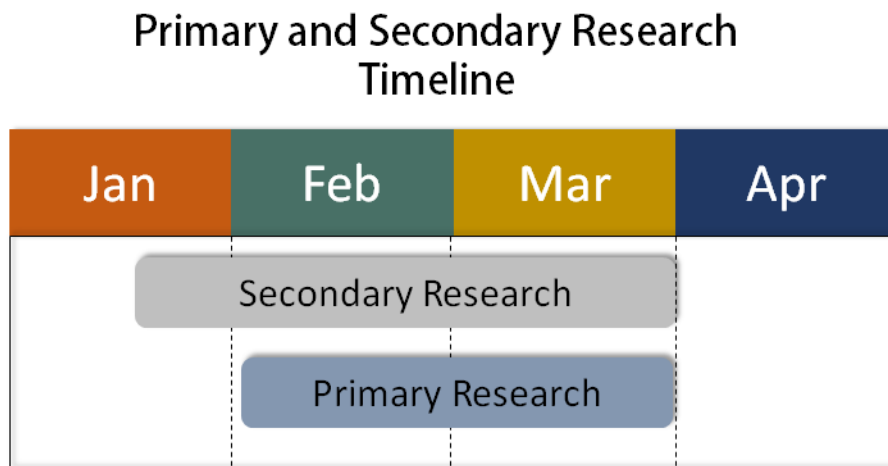 Primary and Secondary Research
Timeline
Jan Feb Mar Apr
Secondary Research
Primary Research